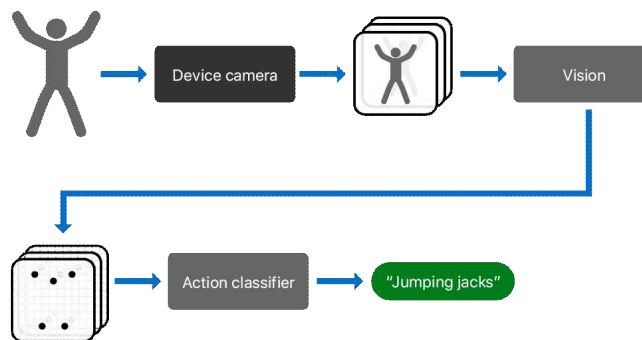 Device camera
Vision
Action classifier
“Jumping jacks”